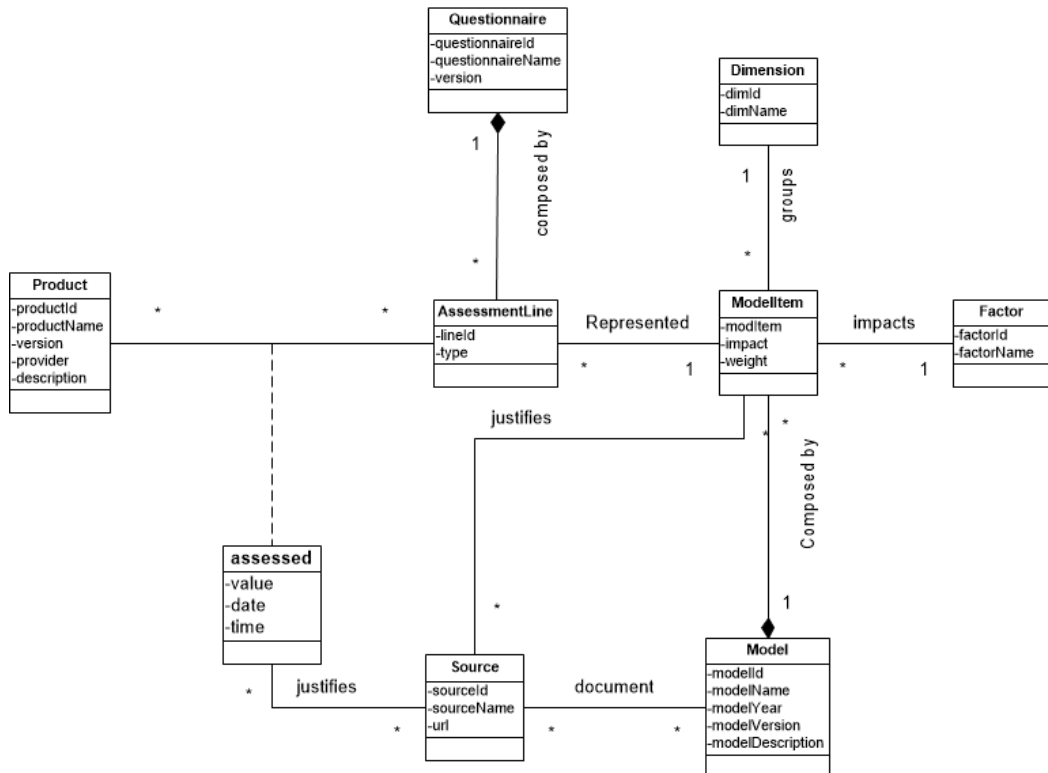 Questionnaire
-questionnaireId
-questionnaireName
-version
1
composed by
*
Dimension
-dimId
-dimName
1
groups
*
Product
-productId
-productName
-version
-provider
-description
*
*
AssessmentLine
-lineId
-type
Represented
*
1
ModelItem
-modItem
-impact
-weight
impacts
*
1
Factor
-factorId
-factorName
justifies
*
*
Composed by
1
assessed
-value
-date
-time
*
justifies
*
*
Source
-sourceId
-sourceName
-url
document
*
*
Model
-modelId
-modelName
-modelYear
-modelVersion
-modelDescription